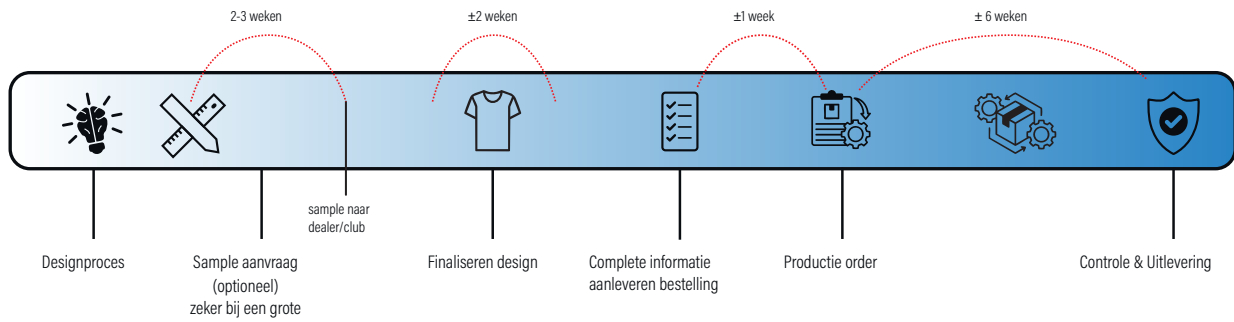 2-3 weken
±2 weken
±1 week
± 6 weken
sample naar
dealer/club
Designproces
Sample aanvraag
(optioneel)
zeker bij een grote
Finaliseren design
Complete informatie
aanleveren bestelling
Productie order
Controle & Uitlevering